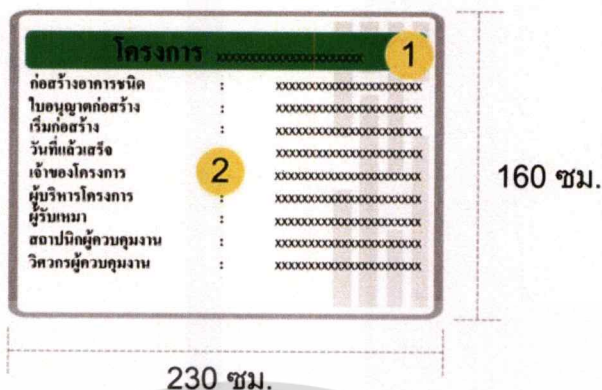 โครงการ xxxxxxxxxxxxxxxxxxxxxx 1
ก่อสร้างอาคารชนิด : xxxxxxxxxxxxxxxxxxxxxx
ใบอนุญาตก่อสร้าง : xxxxxxxxxxxxxxxxxxxxxx
เริ่มก่อสร้าง : xxxxxxxxxxxxxxxxxxxxxx
วันที่แล้วเสร็จ xxxxxxxxxxxxxxxxxxxxxx
เจ้าของโครงการ 2 xxxxxxxxxxxxxxxxxxxxxx
ผู้บริหารโครงการ : xxxxxxxxxxxxxxxxxxxxxx
ผู้รับเหมา : xxxxxxxxxxxxxxxxxxxxxx
สถาปนิกผู้ควบคุมงาน : xxxxxxxxxxxxxxxxxxxxxx
วิศวกรผู้ควบคุมงาน : xxxxxxxxxxxxxxxxxxxxxx
160 ซม.
230 ซม.